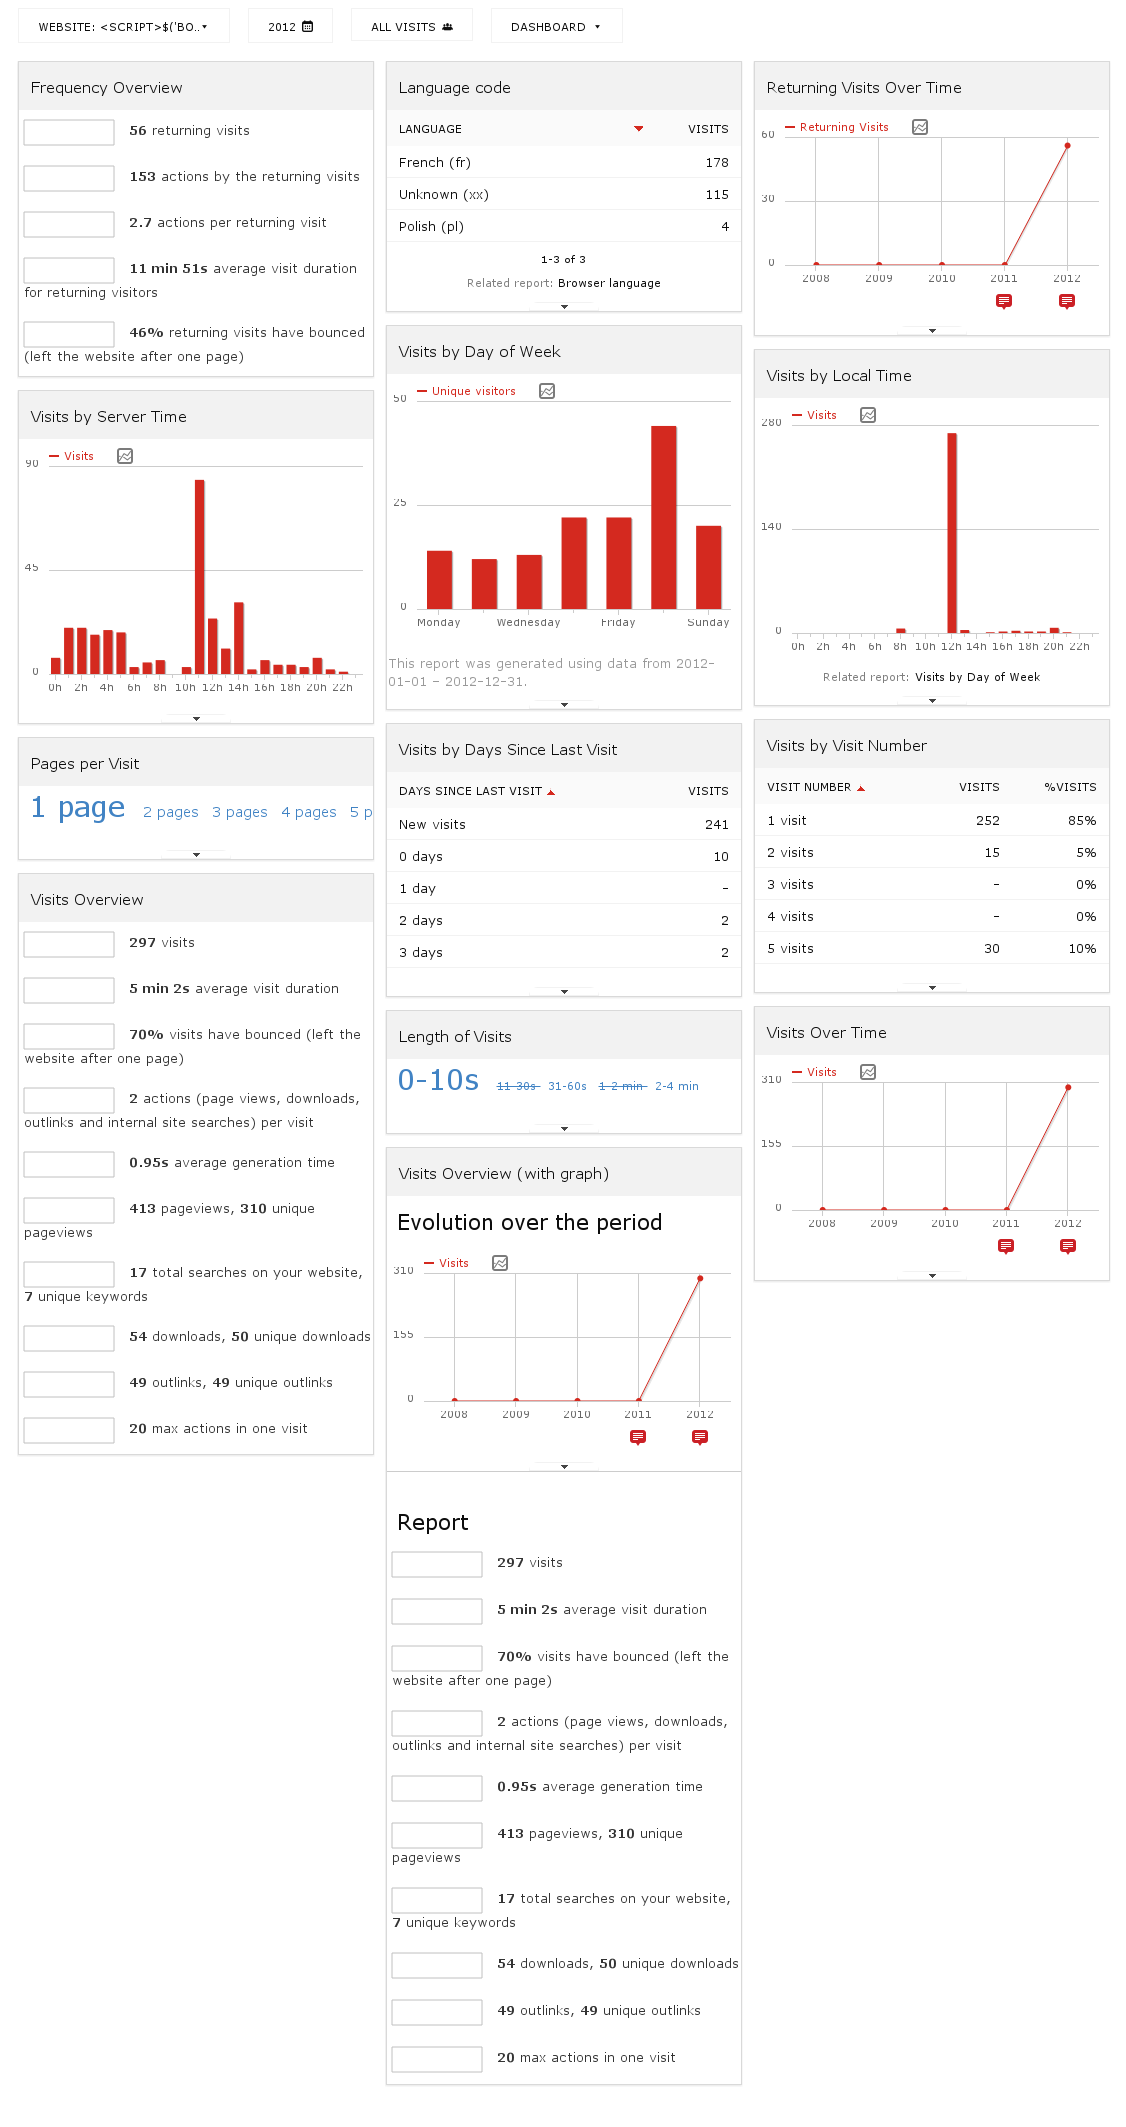 WEBSITE: <SCRIPT>$('BO..
2012
ALL VISITS
DASHBOARD
Frequency Overview
56 returning visits
153 actions by the returning visits
2.7 actions per returning visit
11 min 51s average visit duration
for returning visitors
46% returning visits have bounced
(left the website after one page)
Visits by Server Time
Visits
90
45
0
0h 2h 4h 6h 8h 10h 12h 14h 16h 18h 20h 22h
Pages per Visit
1 page 2 pages 3 pages 4 pages 5 p
Visits Overview
297 visits
5 min 2s average visit duration
70% visits have bounced (left the
website after one page)
2 actions (page views, downloads,
outlinks and internal site searches) per visit
0.95s average generation time
413 pageviews, 310 unique
pageviews
17 total searches on your website,
7 unique keywords
54 downloads, 50 unique downloads
49 outlinks, 49 unique outlinks
20 max actions in one visit
Language code
LANGUAGE VISITS
French (fr) 178
Unknown (xx) 115
Polish (pl) 4
1-3 of 3
Related report: Browser language
Visits by Day of Week
Unique visitors
50
25
0
Monday Wednesday Friday Sunday
This report was generated using data from 2012-
01-01 - 2012-12-31.
Visits by Days Since Last Visit
DAYS SINCE LAST VISIT VISITS
New visits 241
0 days 10
1 day -
2 days 2
3 days 2
Length of Visits
0-10s 11-30s 31-60s 1-2 min 2-4 min
Visits Overview (with graph)
Evolution over the period
Visits
310
155
0
2008 2009 2010 2011 2012
Report
297 visits
5 min 2s average visit duration
70% visits have bounced (left the
website after one page)
2 actions (page views, downloads,
outlinks and internal site searches) per visit
0.95s average generation time
413 pageviews, 310 unique
pageviews
17 total searches on your website,
7 unique keywords
54 downloads, 50 unique downloads
49 outlinks, 49 unique outlinks
20 max actions in one visit
Returning Visits Over Time
Returning Visits
60
30
0
2008 2009 2010 2011 2012
Visits by Local Time
Visits
280
140
0
0h 2h 4h 6h 8h 10h 12h 14h 16h 18h 20h 22h
Related report: Visits by Day of Week
Visits by Visit Number
VISIT NUMBER VISITS %VISITS
1 visit 252 85%
2 visits 15 5%
3 visits - 0%
4 visits - 0%
5 visits 30 10%
Visits Over Time
Visits
310
155
0
2008 2009 2010 2011 2012